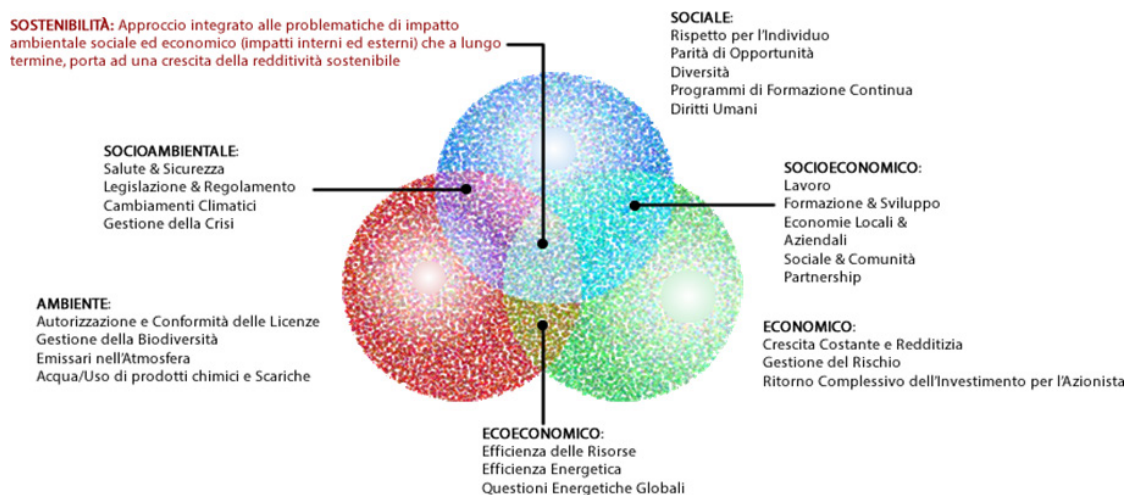 SOSTENIBILITÀ: Approccio integrato alle problematiche di impatto
ambientale sociale ed economico (impatti interni ed esterni) che a lungo
termine, porta ad una crescita della redditività sostenibile
SOCIALE:
Rispetto per l'Individuo
Parità di Opportunità
Diversità
Programmi di Formazione Continua
Diritti Umani
SOCIOAMBIENTALE:
Salute & Sicurezza
Legislazione & Regolamento
Cambiamenti Climatici
Gestione della Crisi
SOCIOECONOMICO:
Lavoro
Formazione & Sviluppo
Economie Locali &
Aziendali
Sociale & Comunità
Partnership
AMBIENTE:
Autorizzazione e Conformità delle Licenze
Gestione della Biodiversità
Emissari nell'Atmosfera
Acqua/Uso di prodotti chimici e Scariche
ECONOMICO:
Crescita Costante e Redditizia
Gestione del Rischio
Ritorno Complessivo dell'Investimento per l'Azionista
ECOECONOMICO:
Efficienza delle Risorse
Efficienza Energetica
Questioni Energetiche Globali